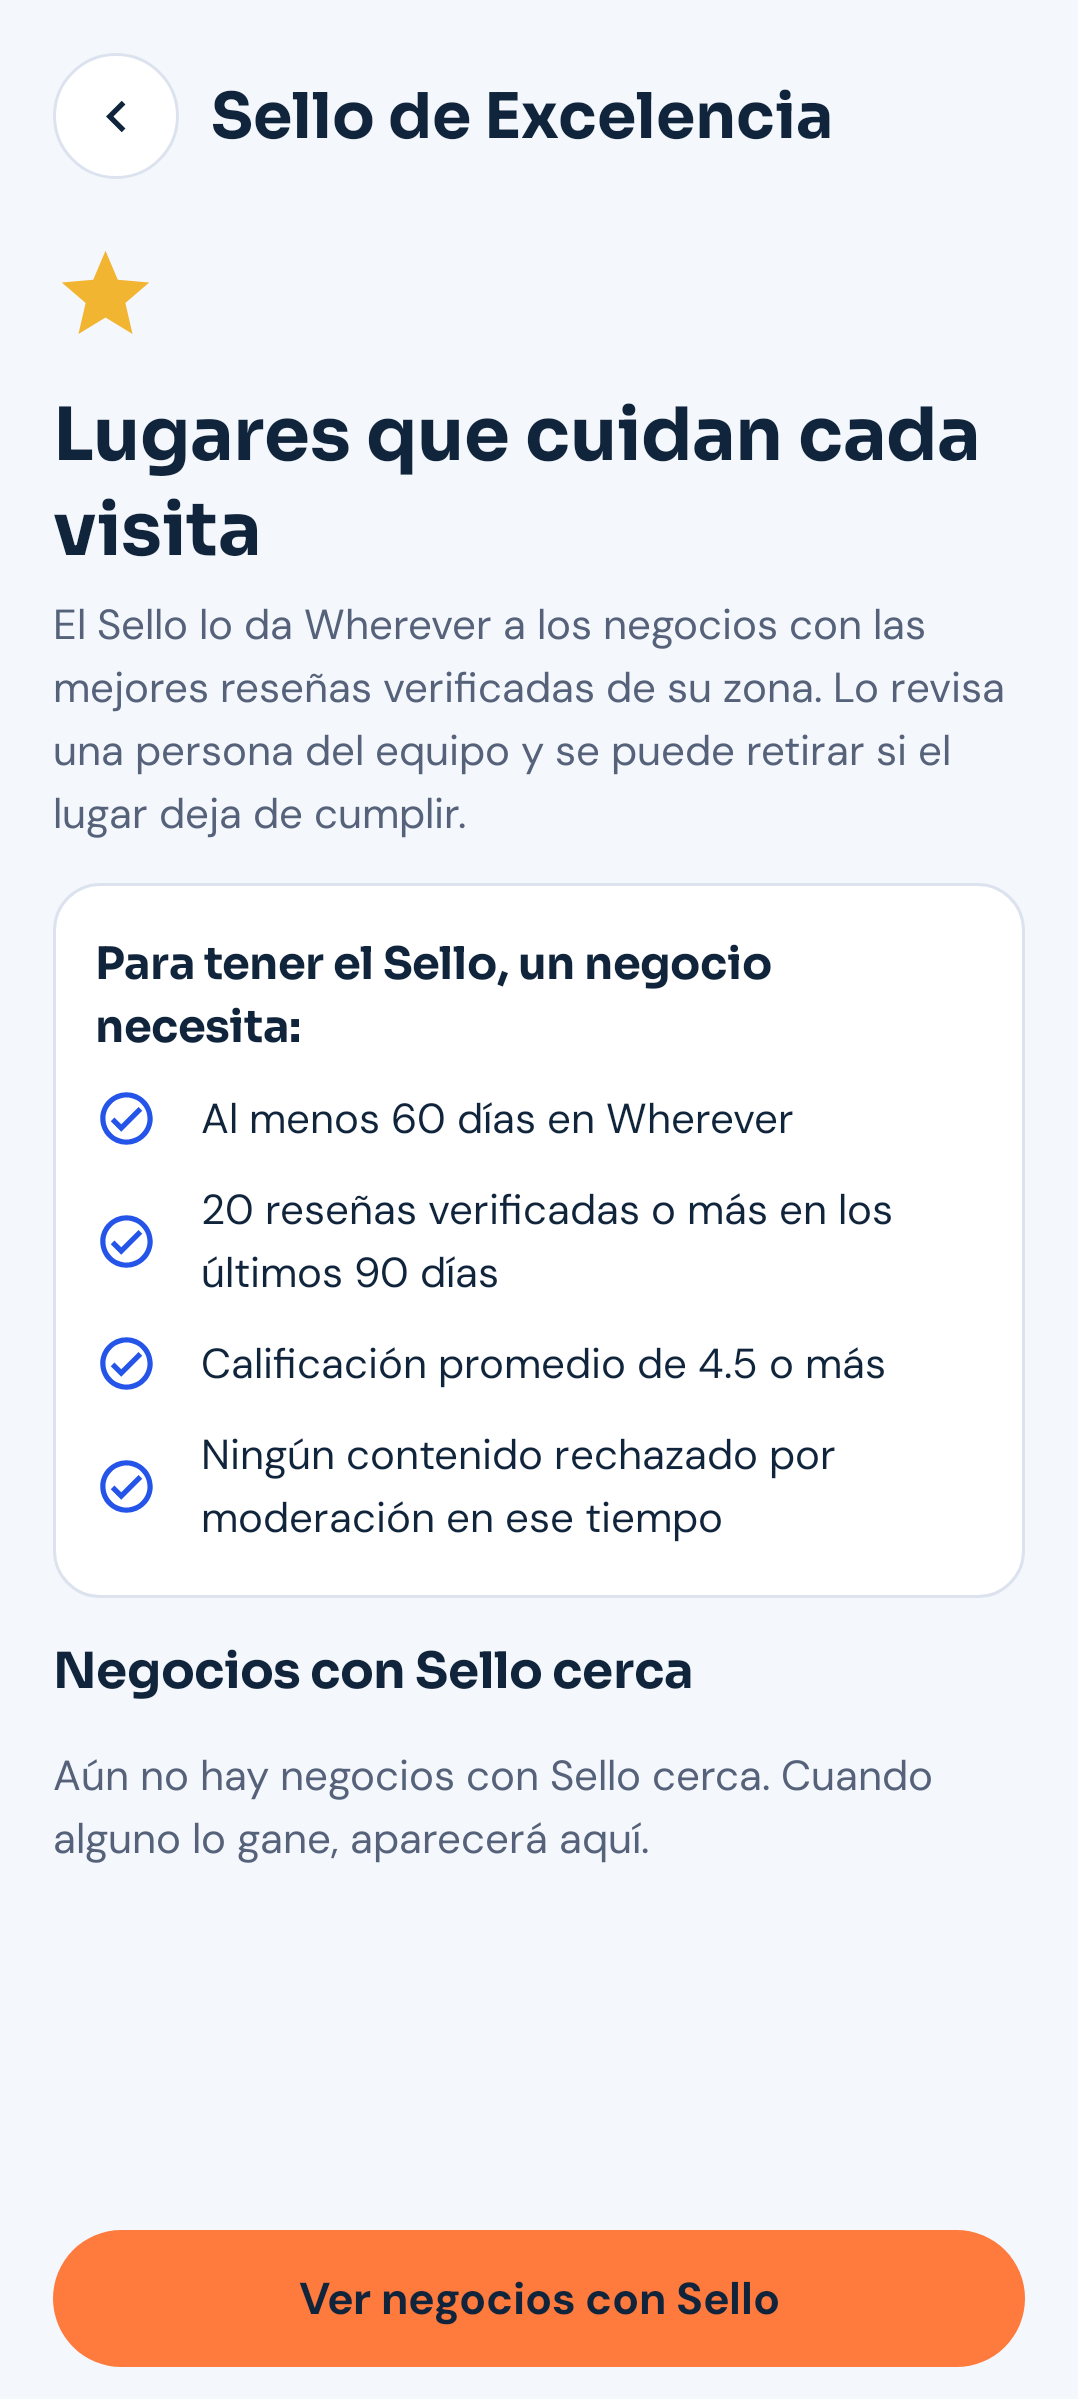 Sello de Excelencia
Lugares que cuidan cada
visita
El Sello lo da Wherever a los negocios con las
mejores reseñas verificadas de su zona. Lo revisa
una persona del equipo y se puede retirar si el
lugar deja de cumplir.
Para tener el Sello, un negocio
necesita:
Al menos 60 días en Wherever
20 reseñas verificadas o más en los
últimos 90 días
Calificación promedio de 4.5 o más
Ningún contenido rechazado por
moderación en ese tiempo
Negocios con Sello cerca
Aún no hay negocios con Sello cerca. Cuando
alguno lo gane, aparecerá aquí.
Ver negocios con Sello